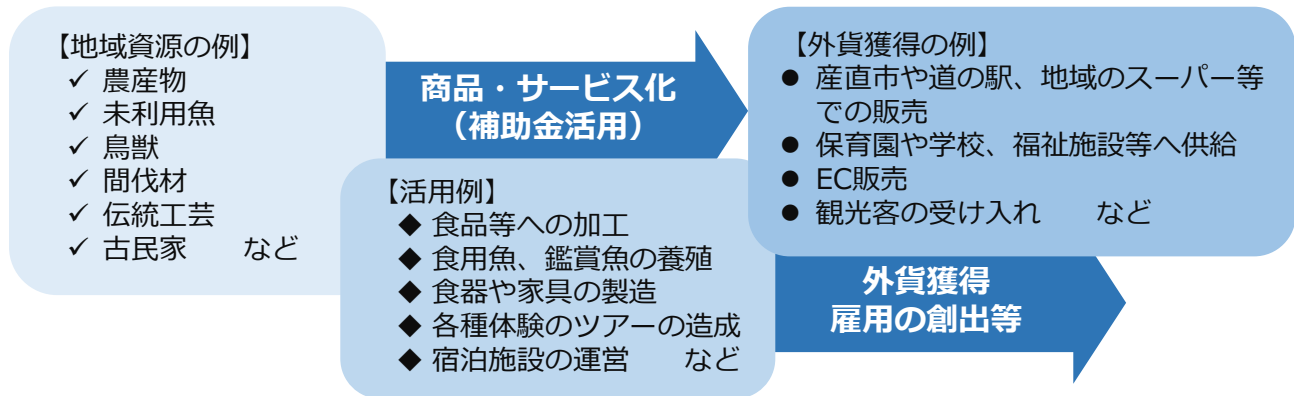 【地域資源の例】
✓ 農産物
✓ 未利用魚
✓ 鳥獣
✓ 間伐材
✓ 伝統工芸
✓ 古民家　　など
商品・サービス化
（補助金活用）
【活用例】
◆ 食品等への加工
◆ 食用魚、鑑賞魚の養殖
◆ 食器や家具の製造
◆ 各種体験のツアーの造成
◆ 宿泊施設の運営　　など
【外貨獲得の例】
● 産直市や道の駅、地域のスーパー等
での販売
● 保育園や学校、福祉施設等へ供給
● EC販売
● 観光客の受け入れ　　など
外貨獲得
雇用の創出等